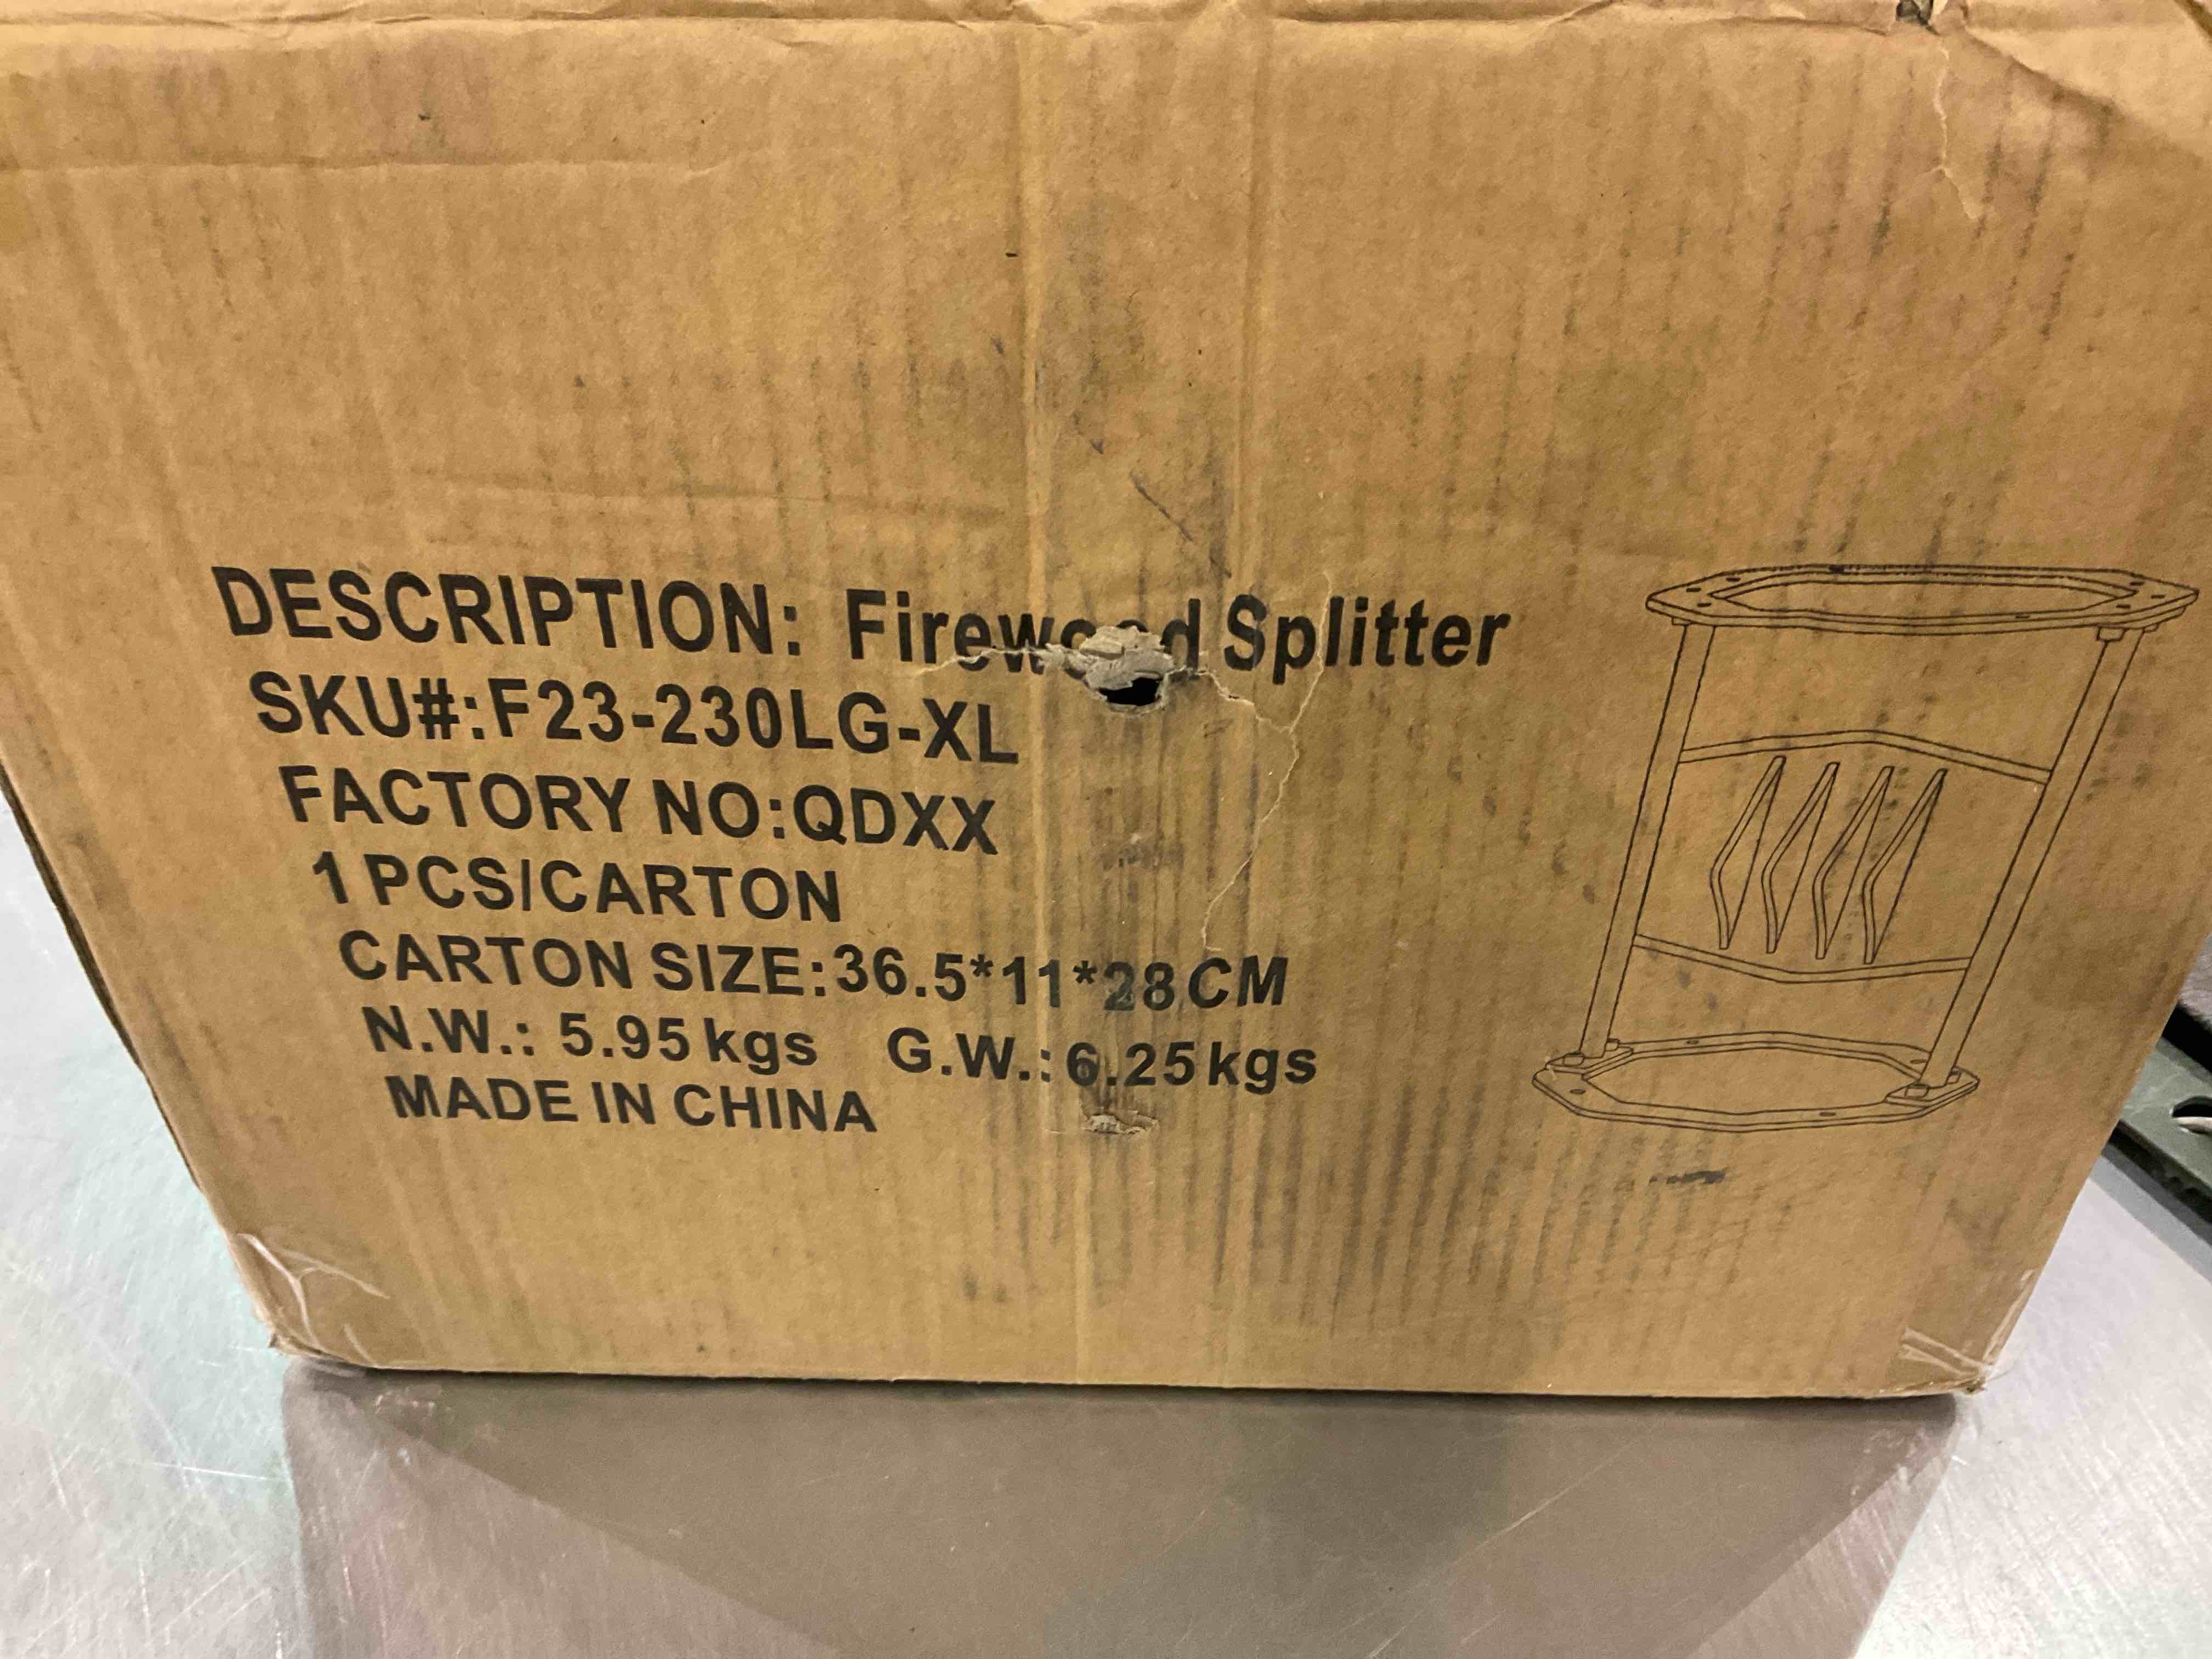 DESCRIPTION: Firewood Splitter
SKU#:F23-230LG-XL
FACTORY NO:QDXX
1 PCS/CARTON
CARTON SIZE:36.5*11*28CM
N.W.: 5.95kgs G.W.:6.25kgs
MADE IN CHINA